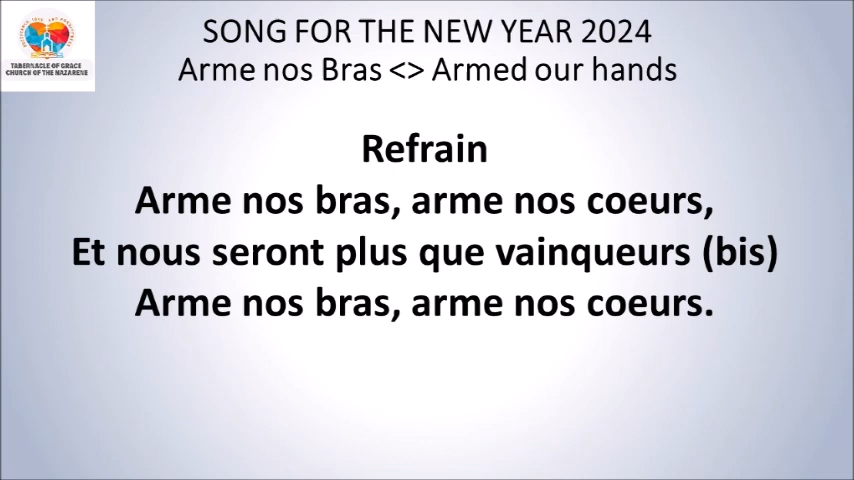 SONG FOR THE NEW YEAR 2024
Arme nos Bras <> Armed our hands
TABERNACLE OF GRACE
CHURCH OF THE NAZARENE
Refrain
Arme nos bras, arme nos coeurs,
Et nous seront plus que vainqueurs (bis)
Arme nos bras, arme nos coeurs.